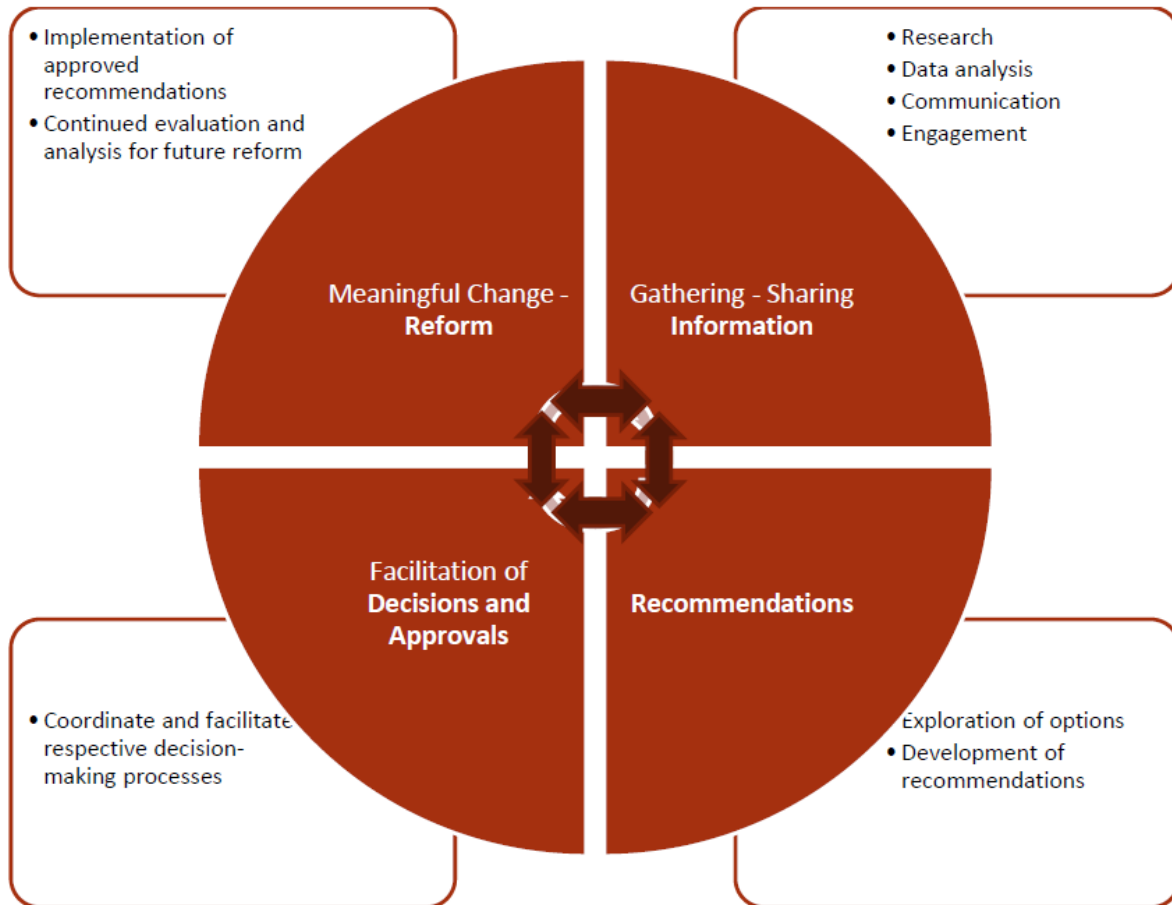 • Implementation of
approved
recommendations
• Continued evaluation and
analysis for future reform
• Research
• Data analysis
• Communication
• Engagement
Meaningful Change -
Reform
Gathering - Sharing
Information
Facilitation of
Decisions and
Approvals
Recommendations
• Coordinate and facilitate
respective decision-
making processes
Exploration of options
• Development of
recommendations